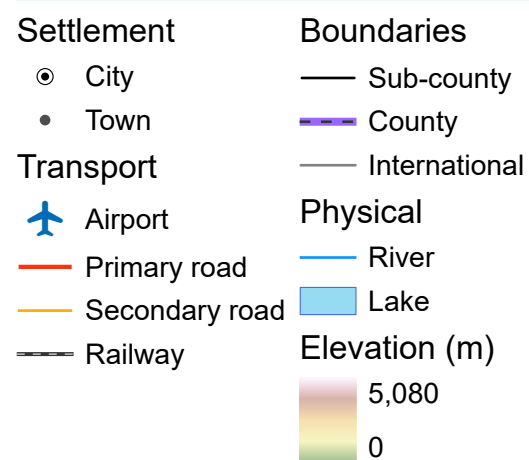 Settlement
City
Town
Transport
Airport
Primary road
Secondary road
Railway
Boundaries
Sub-county
County
International
Physical
River
Lake
Elevation (m)
5,080
0